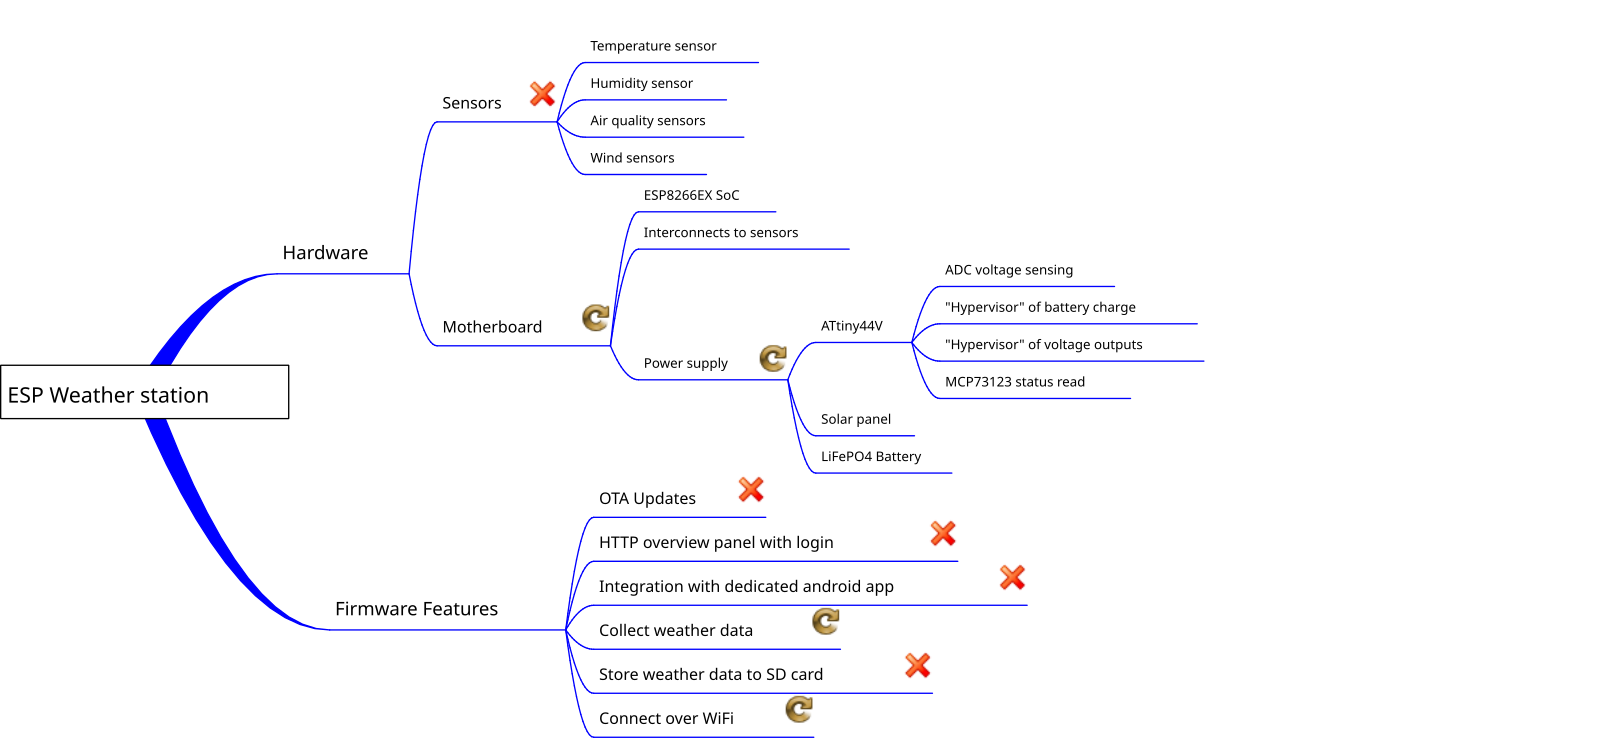 Temperature sensor
Humidity sensor
Sensors
Air quality sensors
Wind sensors
ESP8266EX SoC
Interconnects to sensors
Hardware
ADC voltage sensing
"Hypervisor" of battery charge
Motherboard
ATtiny44V
"Hypervisor" of voltage outputs
Power supply
MCP73123 status read
ESP Weather station
Solar panel
LiFePO4 Battery
OTA Updates
HTTP overview panel with login
Integration with dedicated android app
Firmware Features
Collect weather data
Store weather data to SD card
Connect over WiFi